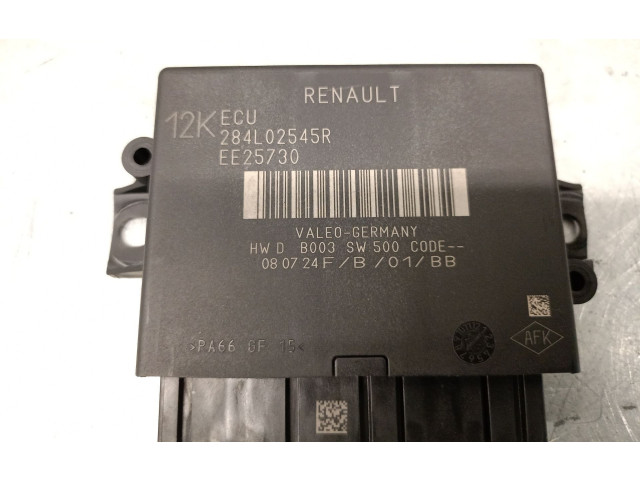 RENAULT
12K ECU
284L02545R
EE25730
VALEO-GERMANY
HW D B003 SW 500 CODE--
08 07 24 F/B/01/BB
>PA66 GF 15<
AFK